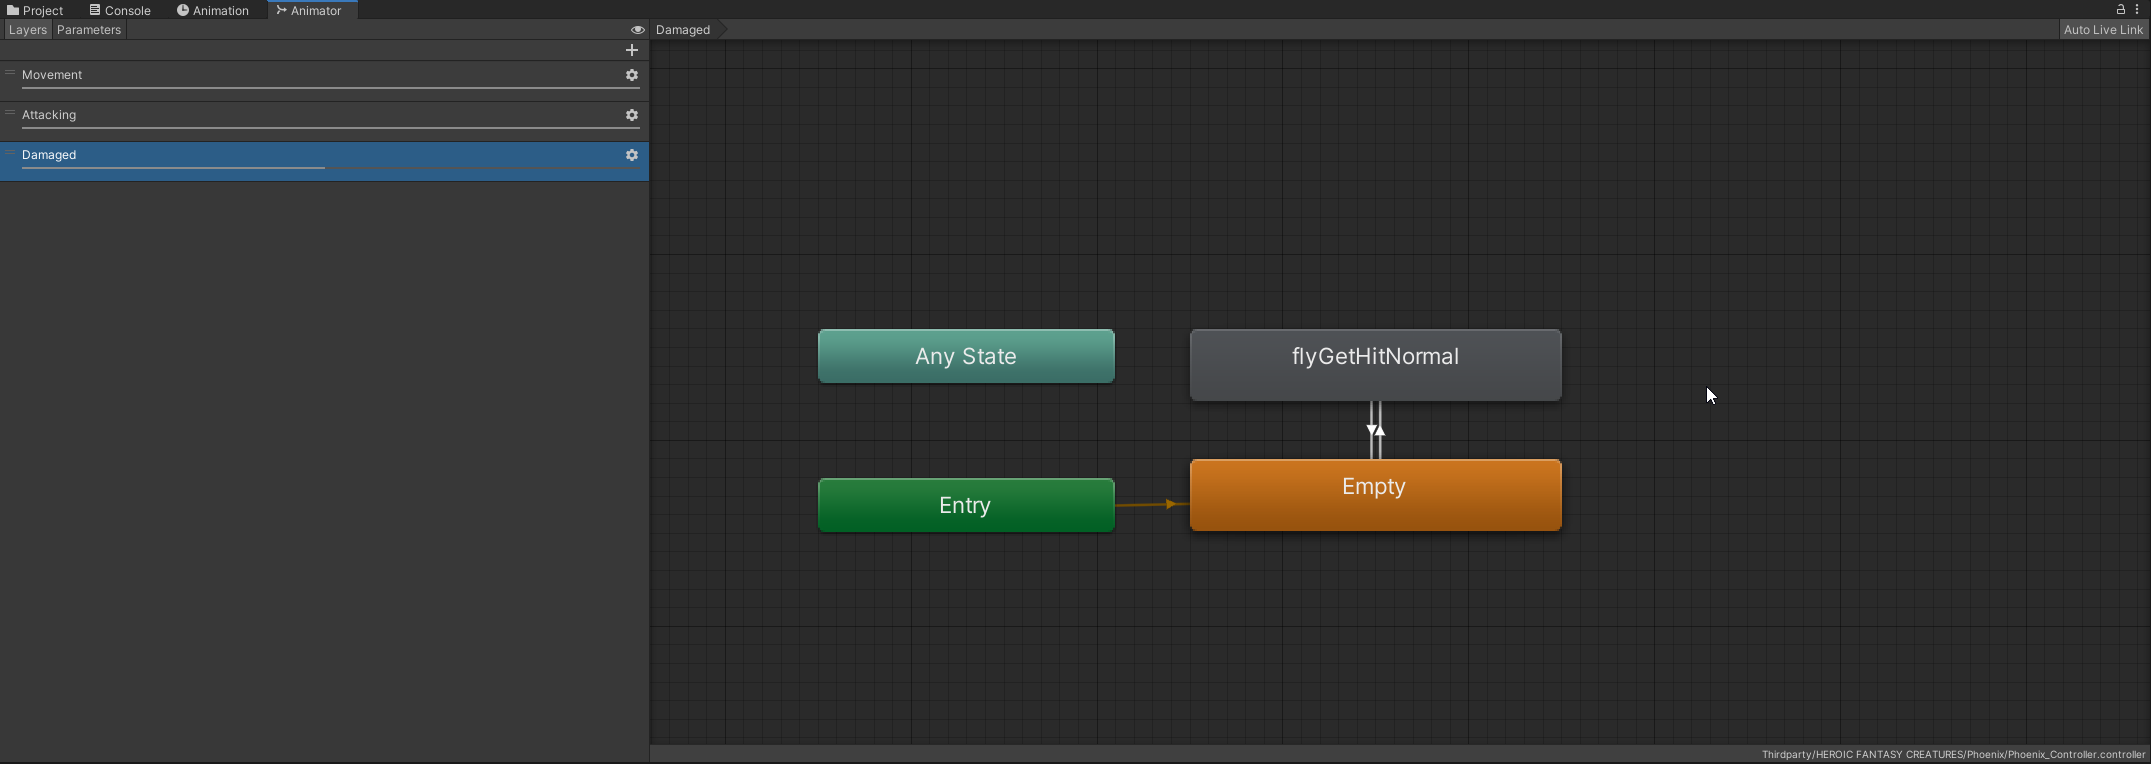 Project Console Animation Animator
Layers Parameters
Damaged
Auto Live Link
Movement
Attacking
Damaged
Any State
flyGetHitNormal
Entry
Empty
Thirdparty/HEROIC FANTASY CREATURES/Phoenix/Phoenix_Controller.controller